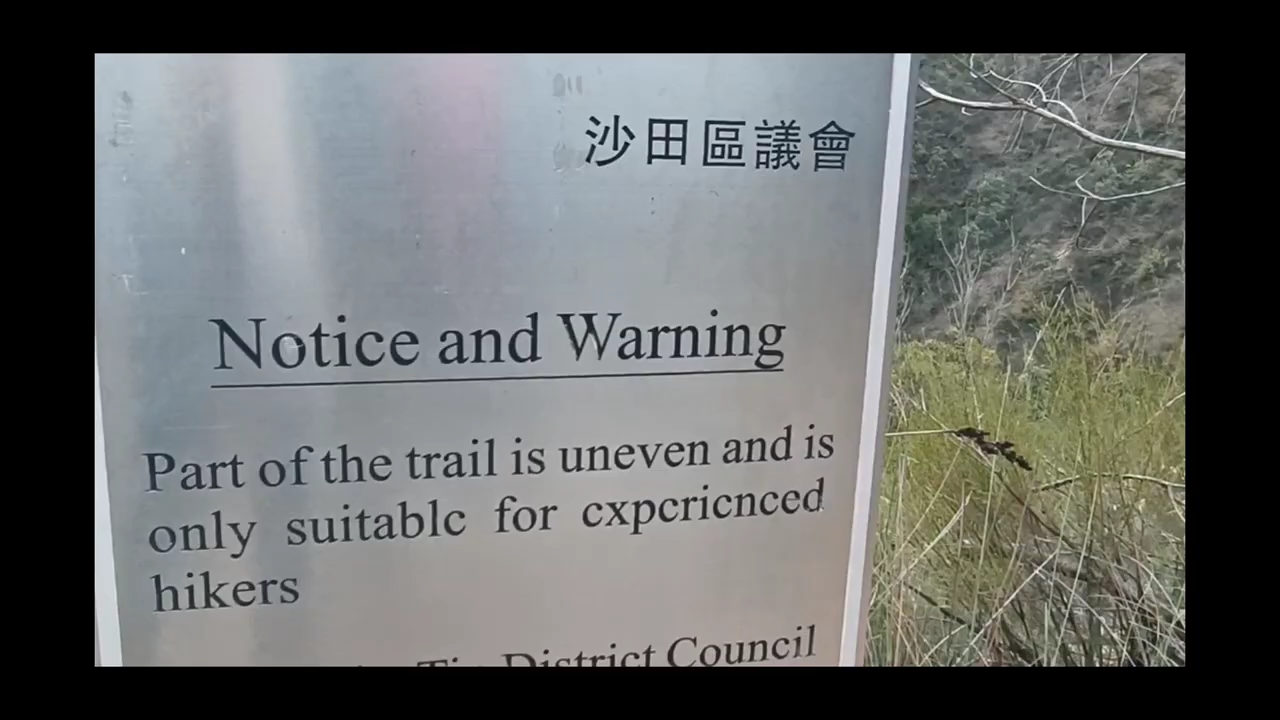 沙田區議會
Notice and Warning
Part of the trail is uneven and is
only suitablc for cxpcricnced
hikers
District Council